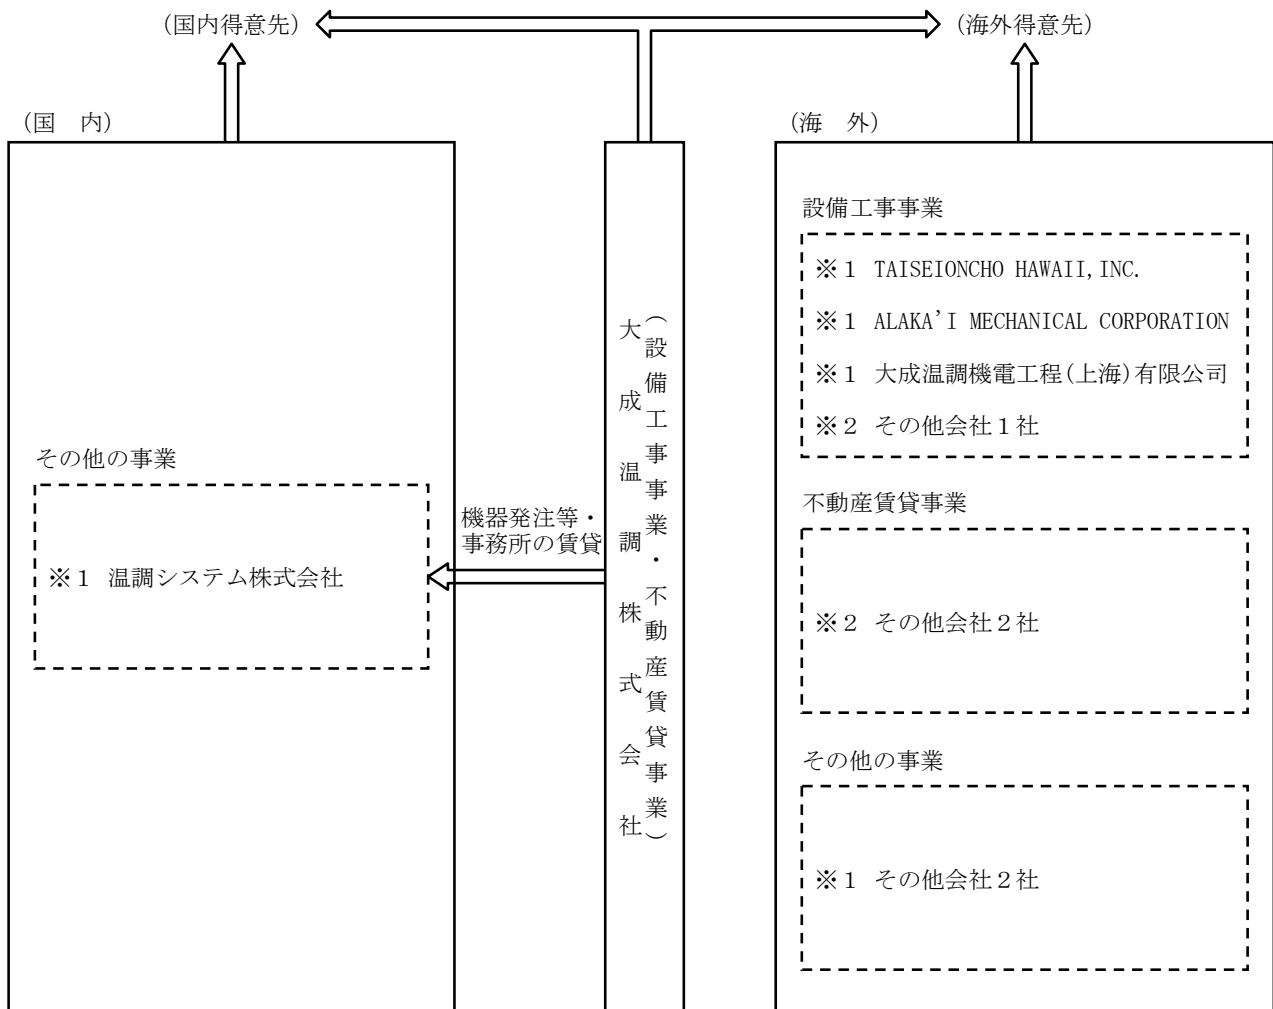 (国内得意先)
(海外得意先)
(国　内)
(海　外)
その他の事業
※１ 温調システム株式会社
機器発注等・
事務所の賃貸
大成温調株式会社
(設備工事事業・不動産賃貸事業)
設備工事事業
※１ TAISEIONCHO HAWAII,INC.
※１ ALAKA'I MECHANICAL CORPORATION
※１ 大成温調機電工程(上海)有限公司
※２ その他会社１社
不動産賃貸事業
※２ その他会社２社
その他の事業
※１ その他会社２社